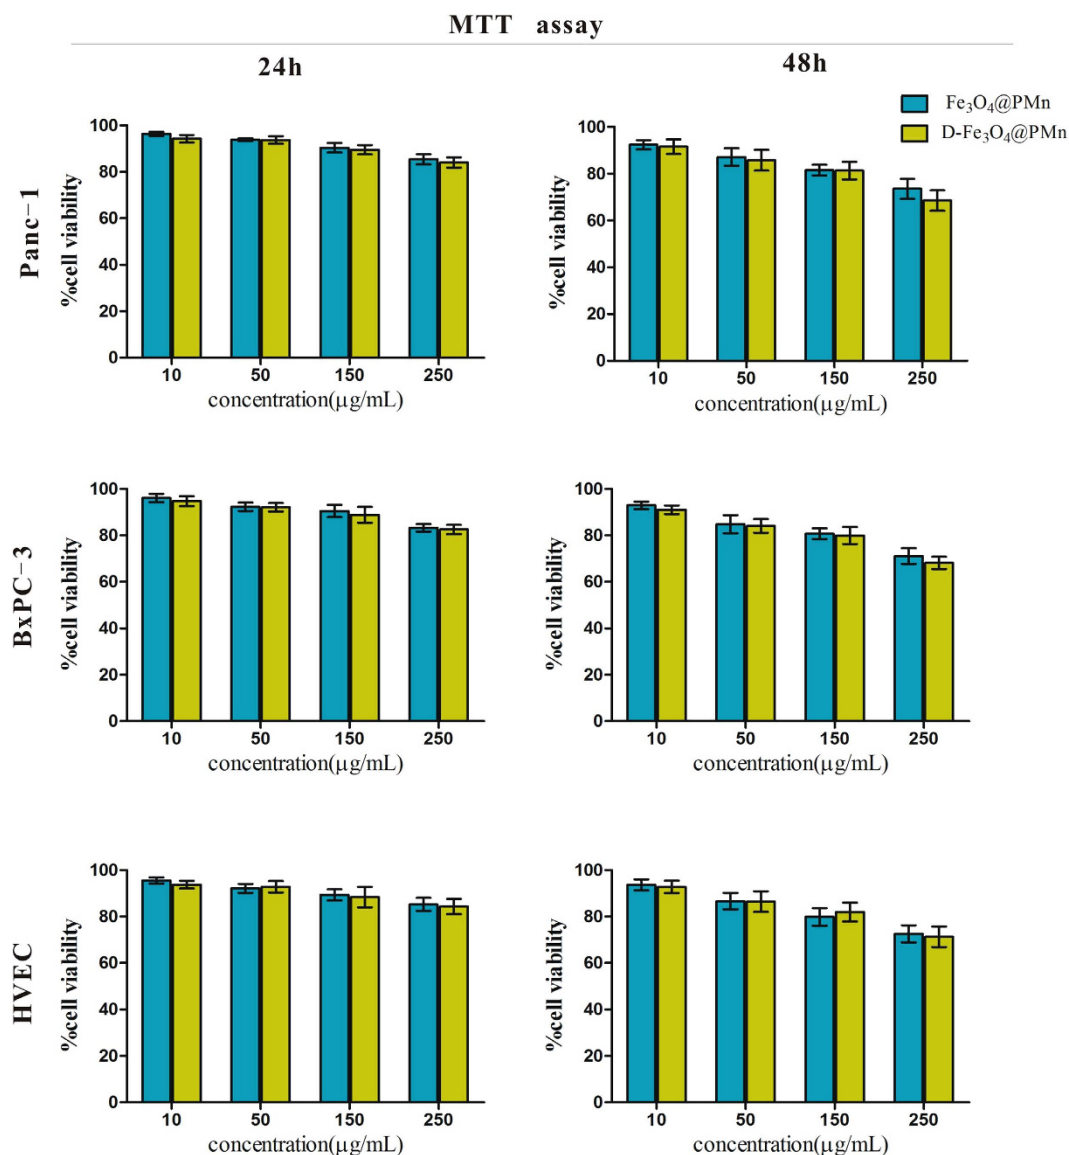 MTT assay
24h
48h
Fe₃O₄@PMn
D-Fe₃O₄@PMn
Panc-1
%cell viability
100
80
60
40
20
0
10 50 150 250
concentration(μg/mL)
%cell viability
100
80
60
40
20
0
10 50 150 250
concentration(μg/mL)
BxPC-3
%cell viability
100
80
60
40
20
0
10 50 150 250
concentration(μg/mL)
%cell viability
100
80
60
40
20
0
10 50 150 250
concentration(μg/mL)
HVEC
%cell viability
100
80
60
40
20
0
10 50 150 250
concentration(μg/mL)
%cell viability
100
80
60
40
20
0
10 50 150 250
concentration(μg/mL)